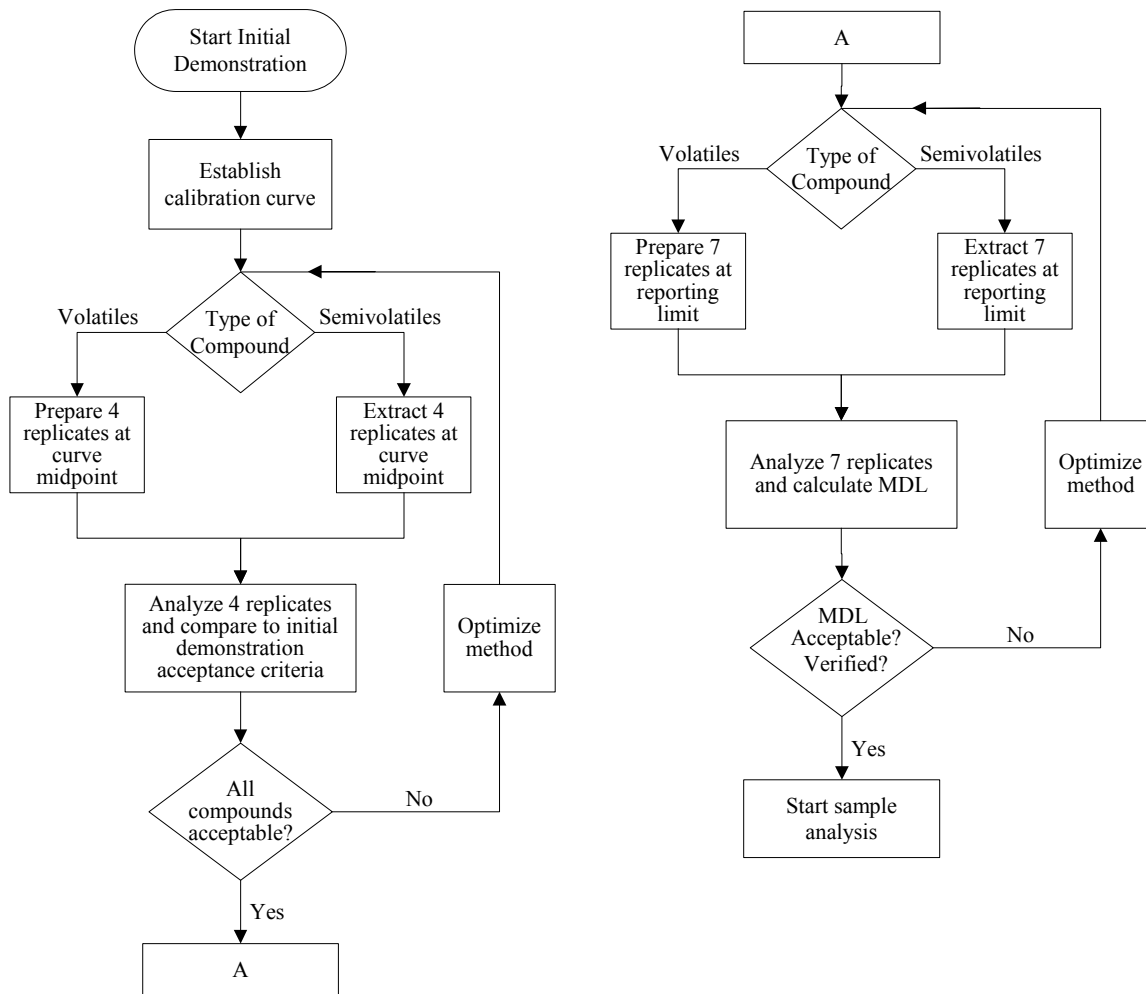 Start Initial
Demonstration
Establish
calibration curve
Type of
Compound
Volatiles
Semivolatiles
Prepare 4
replicates at
curve midpoint
Extract 4
replicates at
curve midpoint
Analyze 4 replicates
and compare to initial
demonstration
acceptance criteria
Optimize
method
All
compounds
acceptable?
No
Yes
A
A
Type of
Compound
Volatiles
Semivolatiles
Prepare 7
replicates at
reporting
limit
Extract 7
replicates at
reporting
limit
Analyze 7 replicates
and calculate MDL
Optimize
method
MDL
Acceptable?
Verified?
No
Yes
Start sample
analysis